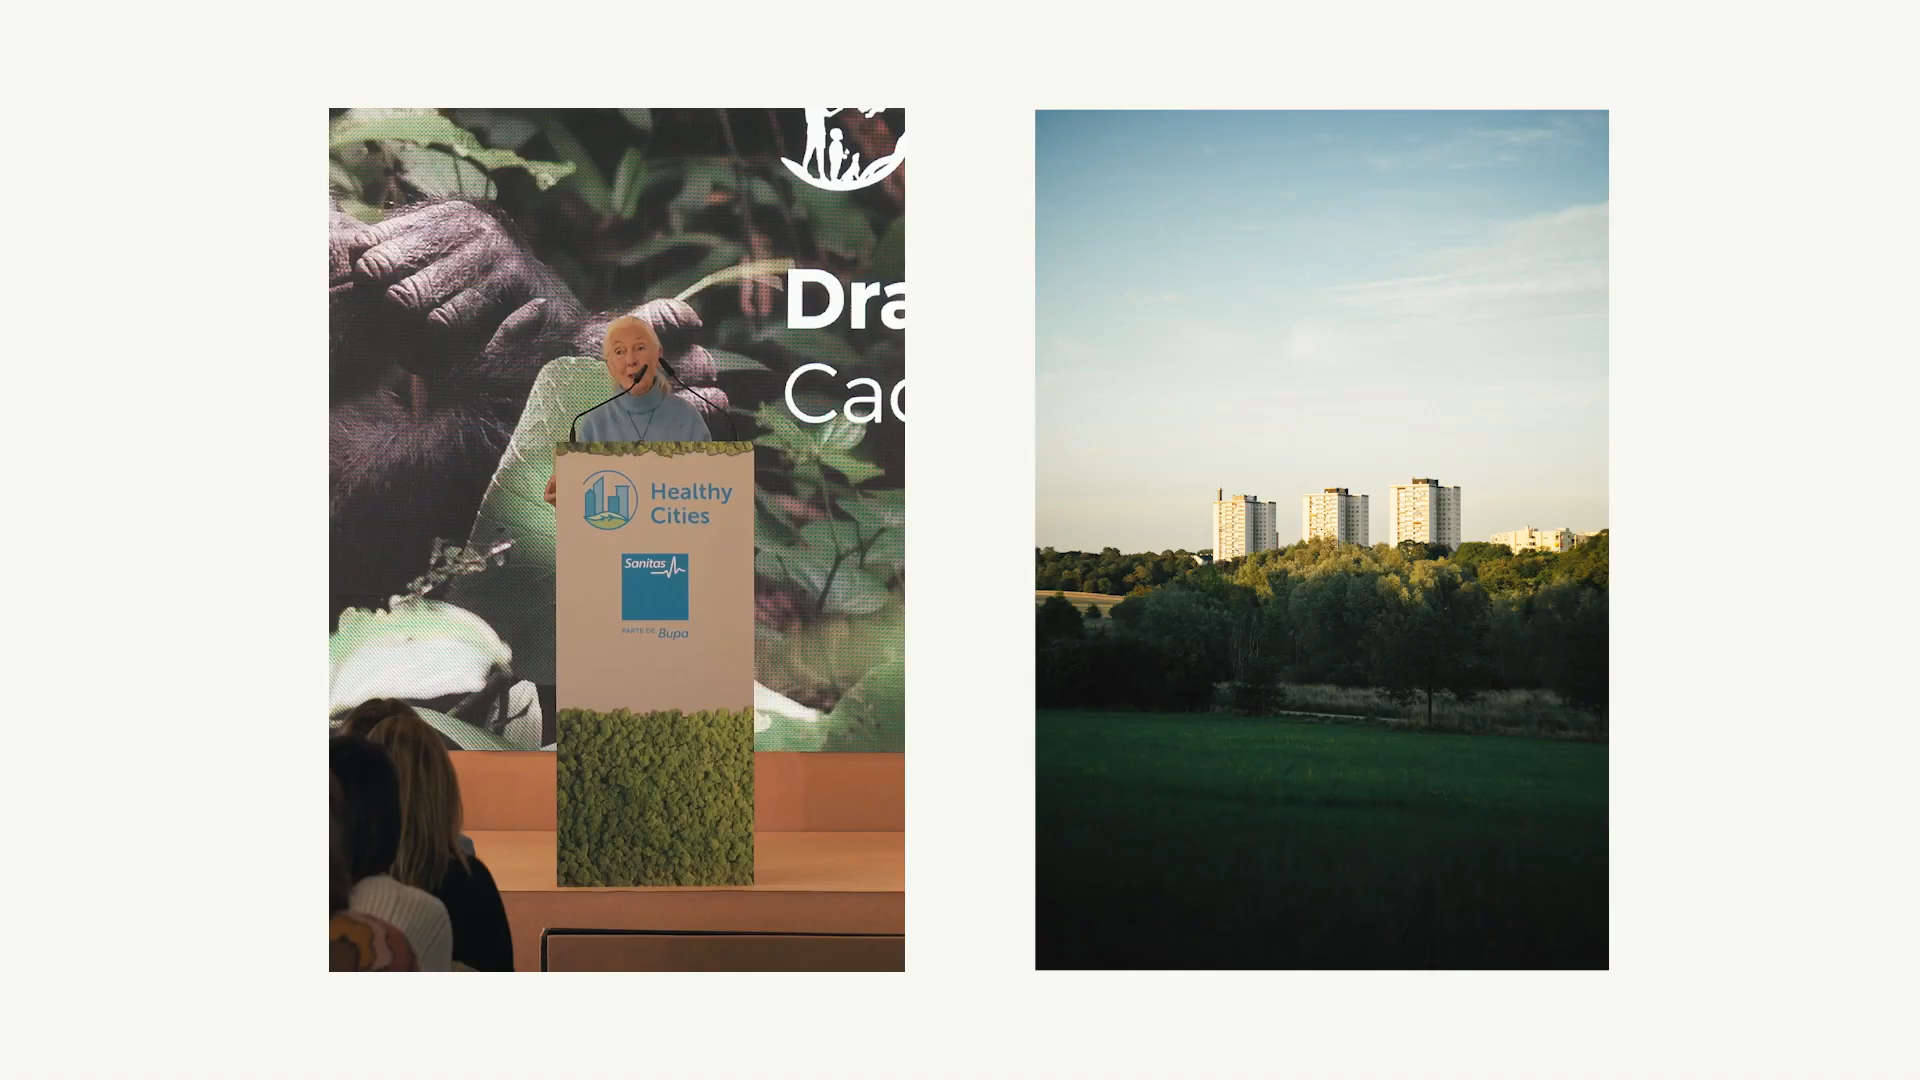 Dra
Cac
Healthy
Cities
Sanitas
PARTE DE Bupa